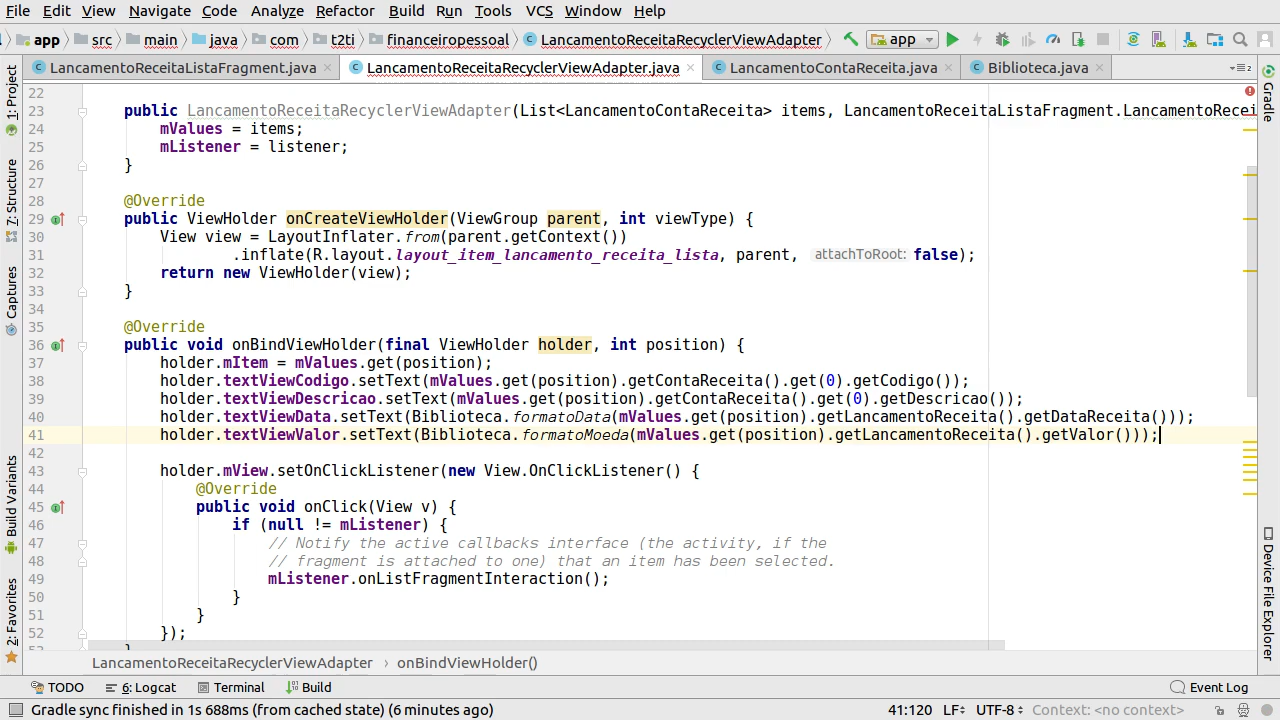 File Edit View Navigate Code Analyze Refactor Build Run Tools VCS Window Help
app src main java com t2ti financeiropessoal LancamentoReceitaRecyclerViewAdapter app
LancamentoReceitaListaFragment.java LancamentoReceitaRecyclerViewAdapter.java LancamentoContaReceita.java Biblioteca.java
1: Project
7: Structure
Captures
Build Variants
2: Favorites
Gradle
Device File Explorer
22
23 public LancamentoReceitaRecyclerViewAdapter(List<LancamentoContaReceita> items, LancamentoReceitaListaFragment.LancamentoRecei
24 mValues = items;
25 mListener = listener;
26 }
27
28 @Override
29 public ViewHolder onCreateViewHolder(ViewGroup parent, int viewType) {
30 View view = LayoutInflater.from(parent.getContext())
31 .inflate(R.layout.layout_item_lancamento_receita_lista, parent, attachToRoot: false);
32 return new ViewHolder(view);
33 }
34
35 @Override
36 public void onBindViewHolder(final ViewHolder holder, int position) {
37 holder.mItem = mValues.get(position);
38 holder.textViewCodigo.setText(mValues.get(position).getContaReceita().get(0).getCodigo());
39 holder.textViewDescricao.setText(mValues.get(position).getContaReceita().get(0).getDescricao());
40 holder.textViewData.setText(Biblioteca.formatoData(mValues.get(position).getLancamentoReceita().getDataReceita()));
41 holder.textViewValor.setText(Biblioteca.formatoMoeda(mValues.get(position).getLancamentoReceita().getValor()));
42
43 holder.mView.setOnClickListener(new View.OnClickListener() {
44 @Override
45 public void onClick(View v) {
46 if (null != mListener) {
47 // Notify the active callbacks interface (the activity, if the
48 // fragment is attached to one) that an item has been selected.
49 mListener.onListFragmentInteraction();
50 }
51 }
52 });
LancamentoReceitaRecyclerViewAdapter › onBindViewHolder()
TODO 6: Logcat Terminal Build Event Log
Gradle sync finished in 1s 688ms (from cached state) (6 minutes ago) 41:120 LF UTF-8 Context: <no context>